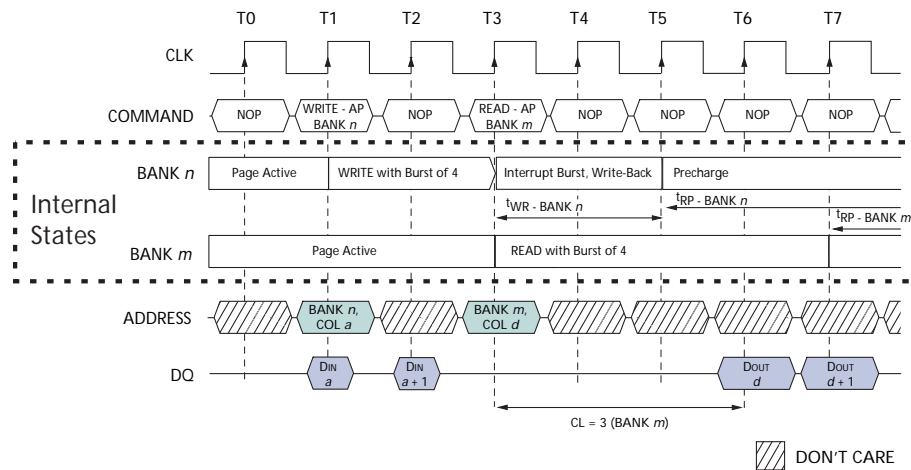 T0 T1 T2 T3 T4 T5 T6 T7
CLK
COMMAND NOP WRITE - AP BANK n NOP READ - AP BANK m NOP NOP NOP NOP
Internal States
BANK n Page Active WRITE with Burst of 4 Interrupt Burst, Write-Back Precharge
tWR - BANK n tRP - BANK n
tRP - BANK m
BANK m Page Active READ with Burst of 4
ADDRESS BANK n, COL a BANK m, COL d
DQ DIN a DIN a + 1 DOUT d DOUT d + 1
CL = 3 (BANK m)
DON'T CARE